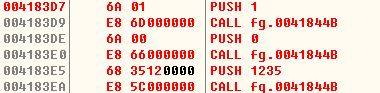 004183D7 6A 01 PUSH 1
004183D9 E8 6D000000 CALL fg.0041844B
004183DE 6A 00 PUSH 0
004183E0 E8 66000000 CALL fg.0041844B
004183E5 68 35120000 PUSH 1235
004183EA E8 5C000000 CALL fg.0041844B